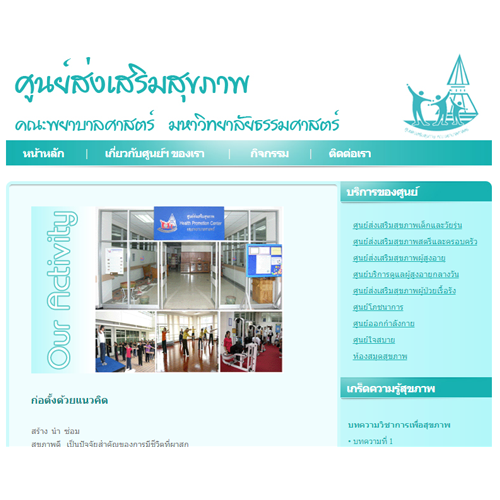 ศูนย์ส่งเสริมสุขภาพ
คณะพยาบาลศาสตร์ มหาวิทยาลัยธรรมศาสตร์
หน้าหลัก | เกี่ยวกับศูนย์ฯ ของเรา | กิจกรรม | ติดต่อเรา
Our Activity
ศูนย์ส่งเสริมสุขภาพ
Health Promotion Center
ก่อตั้งด้วยแนวคิด
สร้าง นำ ซ่อม
สุขภาพดี เป็นปัจจัยสำคัญของการมีชีวิตที่ผาสุก
บริการของศูนย์
ศูนย์ส่งเสริมสุขภาพเด็กและวัยรุ่น
ศูนย์ส่งเสริมสุขภาพสตรีและครอบครัว
ศูนย์ส่งเสริมสุขภาพผู้สูงอายุ
ศูนย์บริการดูแลผู้สูงอายุกลางวัน
ศูนย์ส่งเสริมสุขภาพผู้ป่วยเรื้อรัง
ศูนย์โภชนาการ
ศูนย์ออกกำลังกาย
ศูนย์ใจสบาย
ห้องสมุดสุขภาพ
เกร็ดความรู้สุขภาพ
บทความวิชาการเพื่อสุขภาพ
• บทความที่ 1